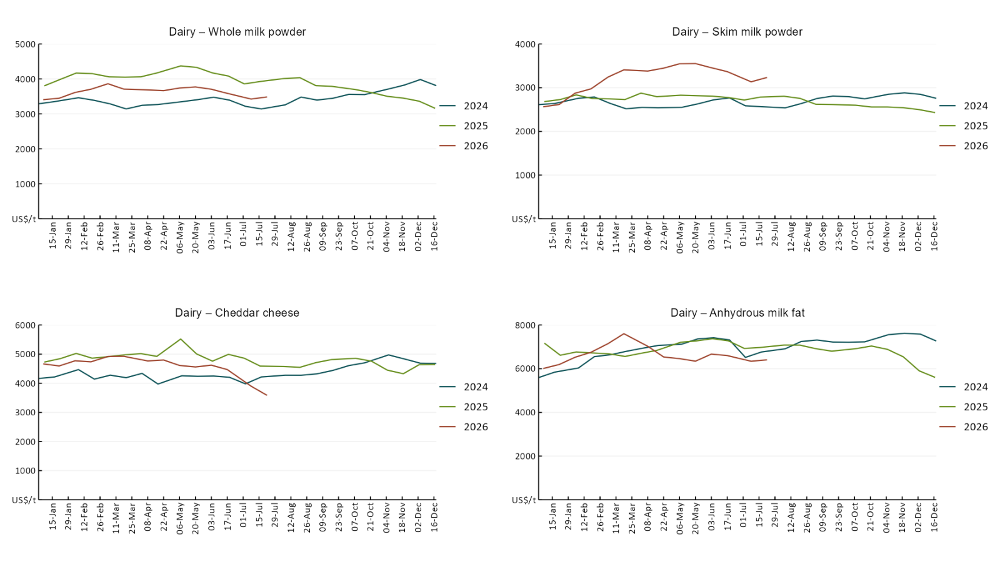 Dairy – Whole milk powder
5000
4000
3000
2000
1000
US$/t
15-Jan
29-Jan
12-Feb
26-Feb
11-Mar
25-Mar
08-Apr
22-Apr
06-May
20-May
03-Jun
17-Jun
01-Jul
15-Jul
29-Jul
12-Aug
26-Aug
09-Sep
23-Sep
07-Oct
21-Oct
04-Nov
18-Nov
02-Dec
16-Dec
2024
2025
2026
Dairy – Skim milk powder
4000
3000
2000
1000
US$/t
15-Jan
29-Jan
12-Feb
26-Feb
11-Mar
25-Mar
08-Apr
22-Apr
06-May
20-May
03-Jun
17-Jun
01-Jul
15-Jul
29-Jul
12-Aug
26-Aug
09-Sep
23-Sep
07-Oct
21-Oct
04-Nov
18-Nov
02-Dec
16-Dec
2024
2025
2026
Dairy – Cheddar cheese
6000
5000
4000
3000
2000
1000
US$/t
15-Jan
29-Jan
12-Feb
26-Feb
11-Mar
25-Mar
08-Apr
22-Apr
06-May
20-May
03-Jun
17-Jun
01-Jul
15-Jul
29-Jul
12-Aug
26-Aug
09-Sep
23-Sep
07-Oct
21-Oct
04-Nov
18-Nov
02-Dec
16-Dec
2024
2025
2026
Dairy – Anhydrous milk fat
8000
6000
4000
2000
US$/t
15-Jan
29-Jan
12-Feb
26-Feb
11-Mar
25-Mar
08-Apr
22-Apr
06-May
20-May
03-Jun
17-Jun
01-Jul
15-Jul
29-Jul
12-Aug
26-Aug
09-Sep
23-Sep
07-Oct
21-Oct
04-Nov
18-Nov
02-Dec
16-Dec
2024
2025
2026